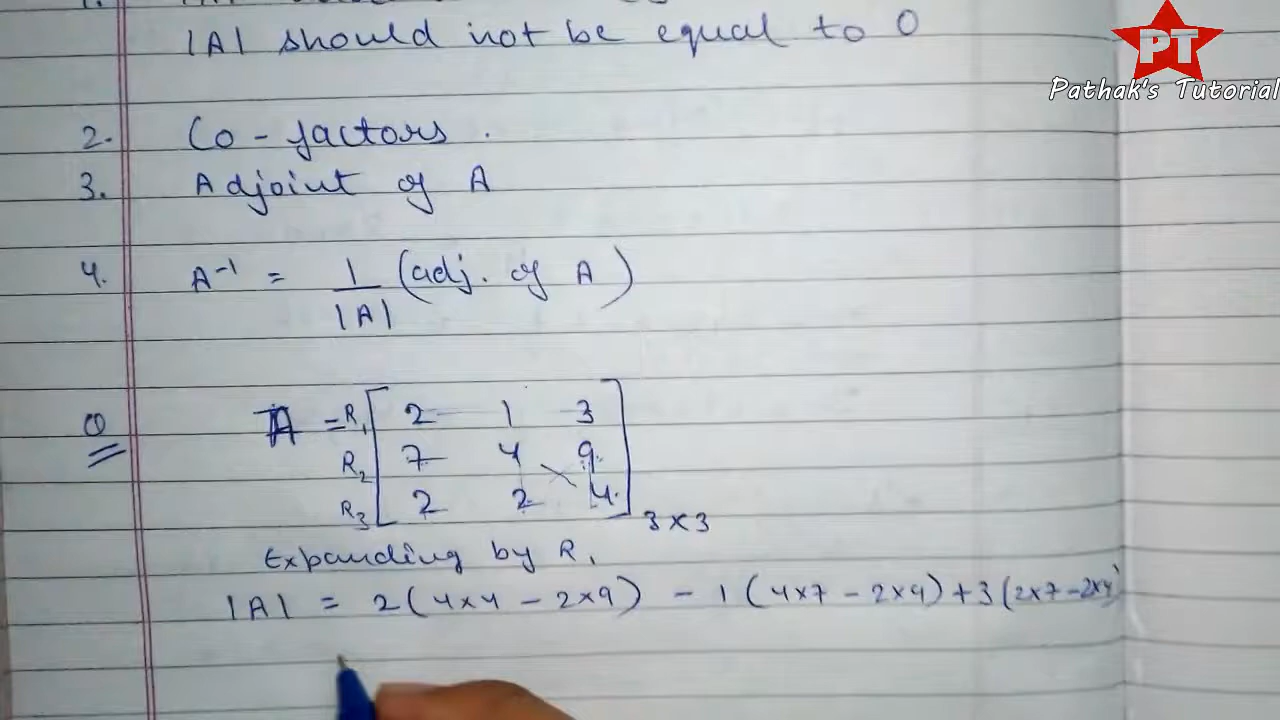 |A| should not be equal to 0
PT
Pathak's Tutorial
2. Co-factors.
3. Adjoint of A
4. A⁻¹ = 1/|A| (adj. of A)
Q A = R₁ [ 2 1 3
R₂ 7 4 9
R₃ 2 2 4 ] 3×3
Expanding by R₁
|A| = 2(4×4 - 2×9) - 1(4×7 - 2×9) + 3(2×7 - 2×4)